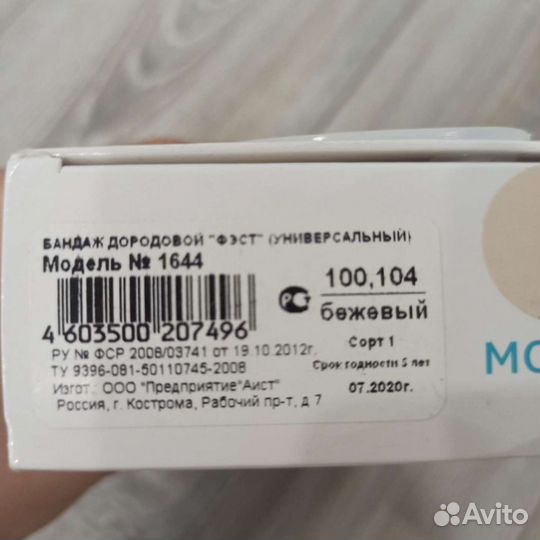 БАНДАЖ ДОРОДОВОЙ "ФЭСТ" (УНИВЕРСАЛЬНЫЙ)
Модель № 1644
100,104
бежевый
4 603500 207496
Сорт 1
РУ № ФСР 2008/03741 от 19.10.2012г.
Срок годности 5 лет
ТУ 9396-081-50110745-2008
07.2020г.
Изгот.: ООО "Предприятие"Аист"
Россия, г. Кострома, Рабочий пр-т, д 7
МО
Avito